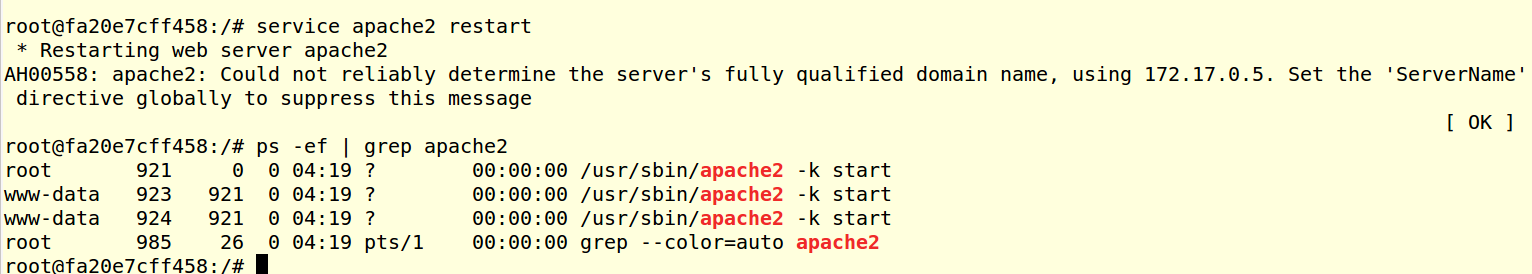 root@fa20e7cff458:/# service apache2 restart
 * Restarting web server apache2
AH00558: apache2: Could not reliably determine the server's fully qualified domain name, using 172.17.0.5. Set the 'ServerName'
 directive globally to suppress this message
[ OK ]
root@fa20e7cff458:/# ps -ef | grep apache2
root       921     0  0 04:19 ?        00:00:00 /usr/sbin/apache2 -k start
www-data   923   921  0 04:19 ?        00:00:00 /usr/sbin/apache2 -k start
www-data   924   921  0 04:19 ?        00:00:00 /usr/sbin/apache2 -k start
root       985    26  0 04:19 pts/1    00:00:00 grep --color=auto apache2
root@fa20e7cff458:/#